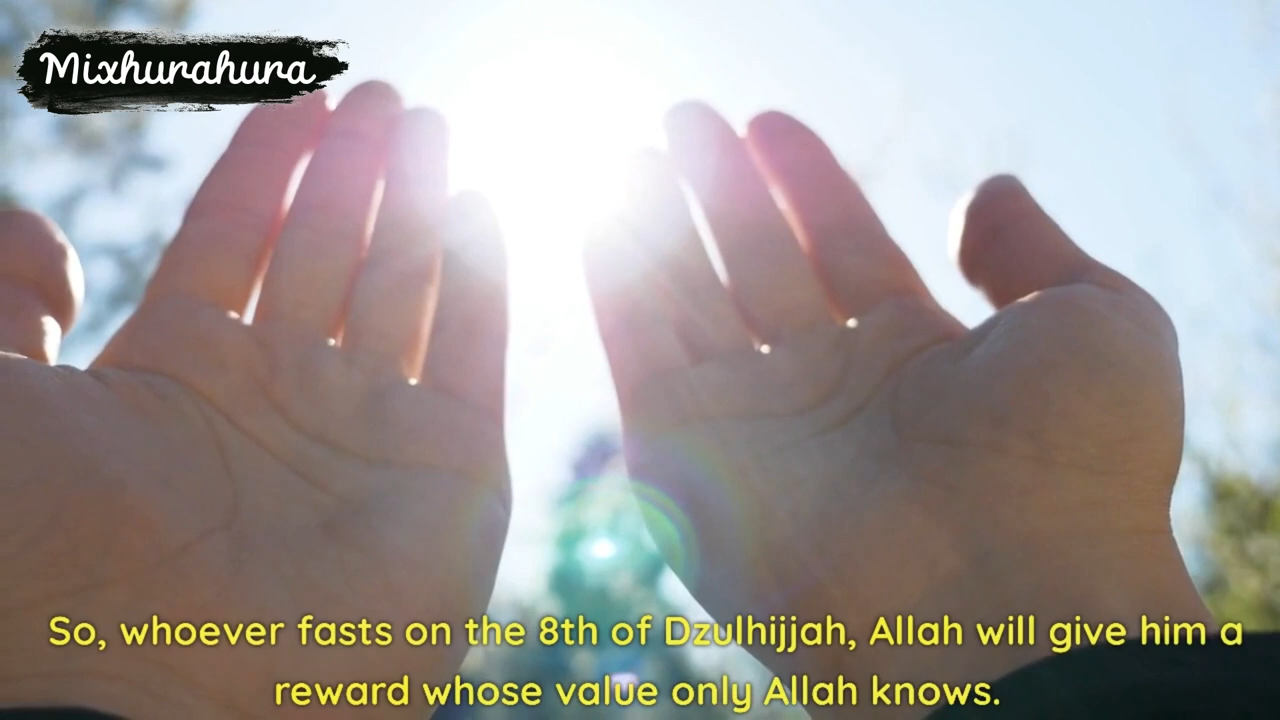 Mixhurahura
So, whoever fasts on the 8th of Dzulhijjah, Allah will give him a
reward whose value only Allah knows.